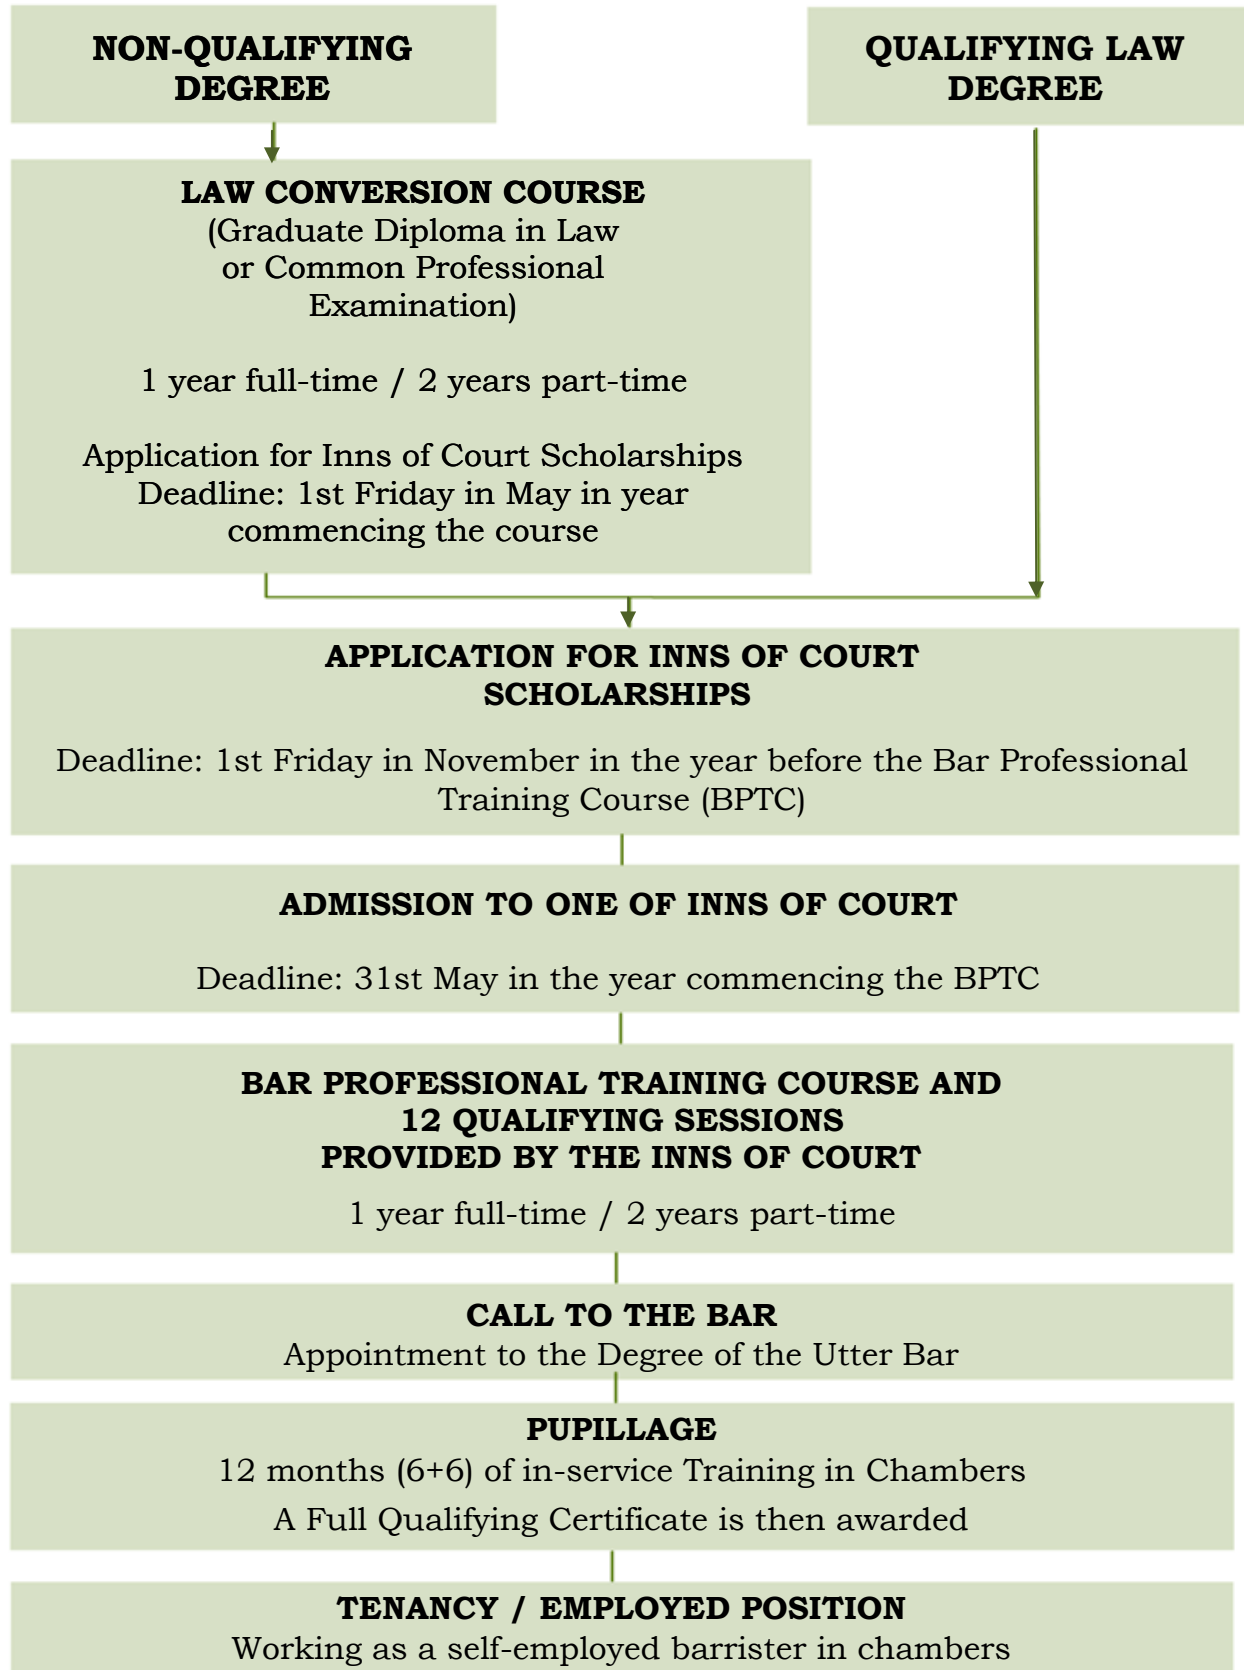 NON-QUALIFYING
DEGREE
QUALIFYING LAW
DEGREE
LAW CONVERSION COURSE
(Graduate Diploma in Law
or Common Professional
Examination)
1 year full-time / 2 years part-time
Application for Inns of Court Scholarships
Deadline: 1st Friday in May in year
commencing the course
APPLICATION FOR INNS OF COURT
SCHOLARSHIPS
Deadline: 1st Friday in November in the year before the Bar Professional
Training Course (BPTC)
ADMISSION TO ONE OF INNS OF COURT
Deadline: 31st May in the year commencing the BPTC
BAR PROFESSIONAL TRAINING COURSE AND
12 QUALIFYING SESSIONS
PROVIDED BY THE INNS OF COURT
1 year full-time / 2 years part-time
CALL TO THE BAR
Appointment to the Degree of the Utter Bar
PUPILLAGE
12 months (6+6) of in-service Training in Chambers
A Full Qualifying Certificate is then awarded
TENANCY / EMPLOYED POSITION
Working as a self-employed barrister in chambers